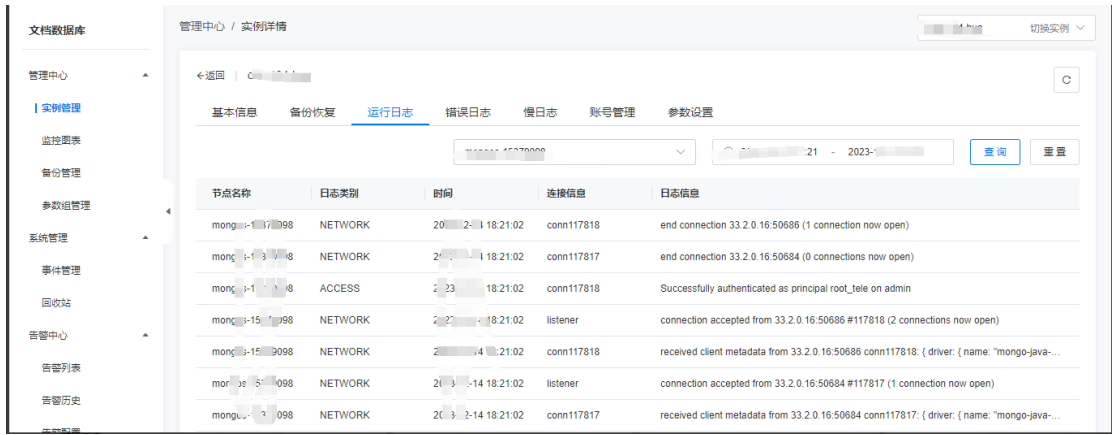 文档数据库
管理中心 / 实例详情
切换实例
管理中心
实例管理
监控图表
备份管理
参数组管理
系统管理
事件管理
回收站
告警中心
告警列表
告警历史
告警配置
返回
基本信息 备份恢复 运行日志 错误日志 慢日志 账号管理 参数设置
:21 - 2023- 查询 重置
节点名称 日志类别 时间 连接信息 日志信息
NETWORK 18:21:02 conn117818 end connection 33.2.0.16:50686 (1 connection now open)
NETWORK 18:21:02 conn117817 end connection 33.2.0.16:50684 (0 connections now open)
ACCESS 18:21:02 conn117818 Successfully authenticated as principal root_tele on admin
NETWORK 18:21:02 listener connection accepted from 33.2.0.16:50686 #117818 (2 connections now open)
NETWORK :21:02 conn117818 received client metadata from 33.2.0.16:50686 conn117818: { driver: { name: "mongo-java-...
NETWORK 18:21:02 listener connection accepted from 33.2.0.16:50684 #117817 (1 connection now open)
NETWORK 18:21:02 conn117817 received client metadata from 33.2.0.16:50684 conn117817: { driver: { name: "mongo-java-...